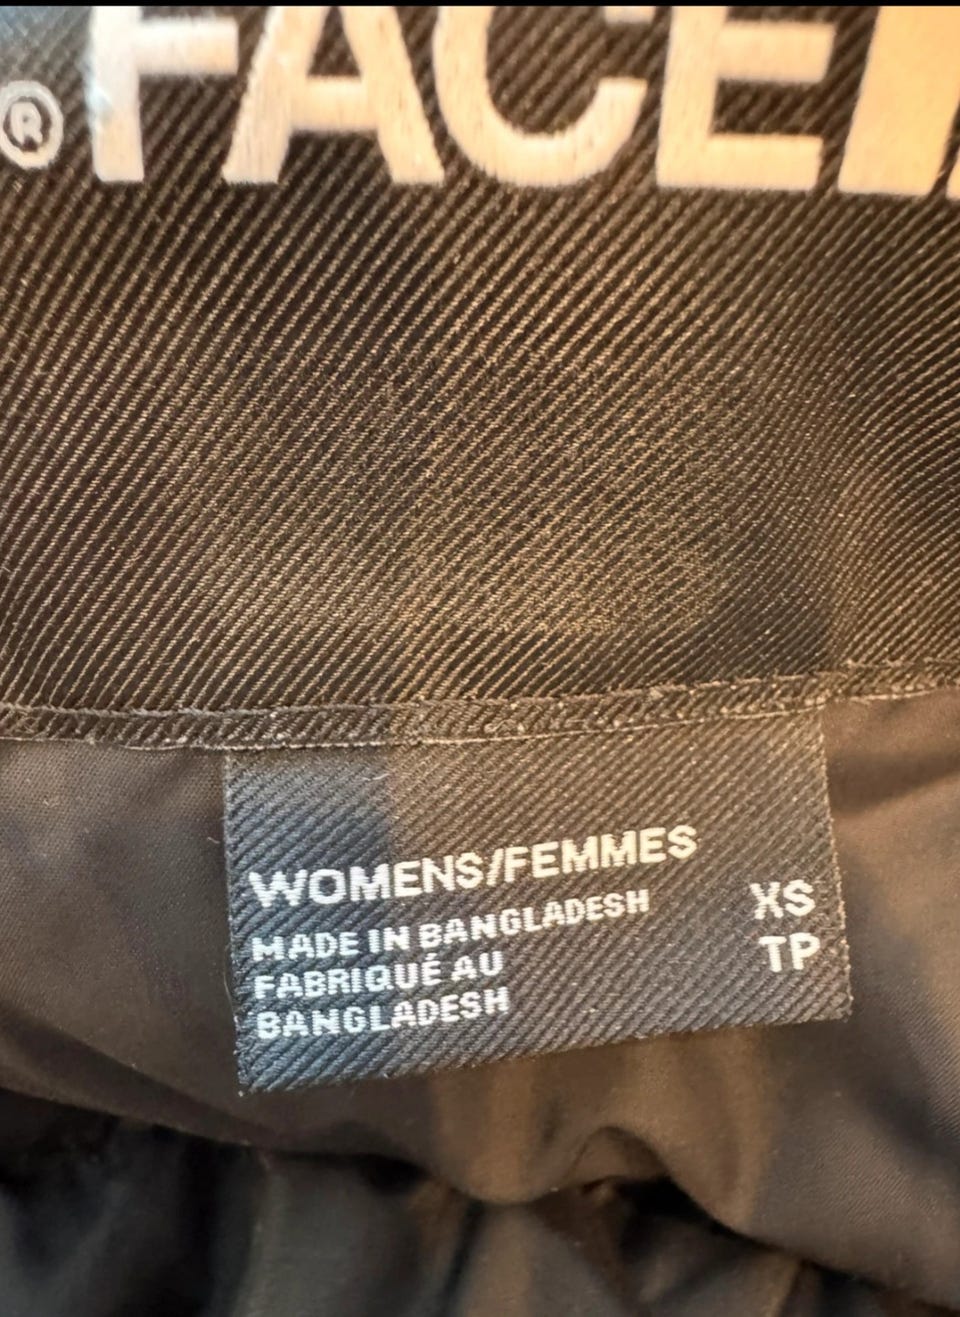 ® FACE
WOMENS/FEMMES
MADE IN BANGLADESH
FABRIQUÉ AU
BANGLADESH
XS
TP